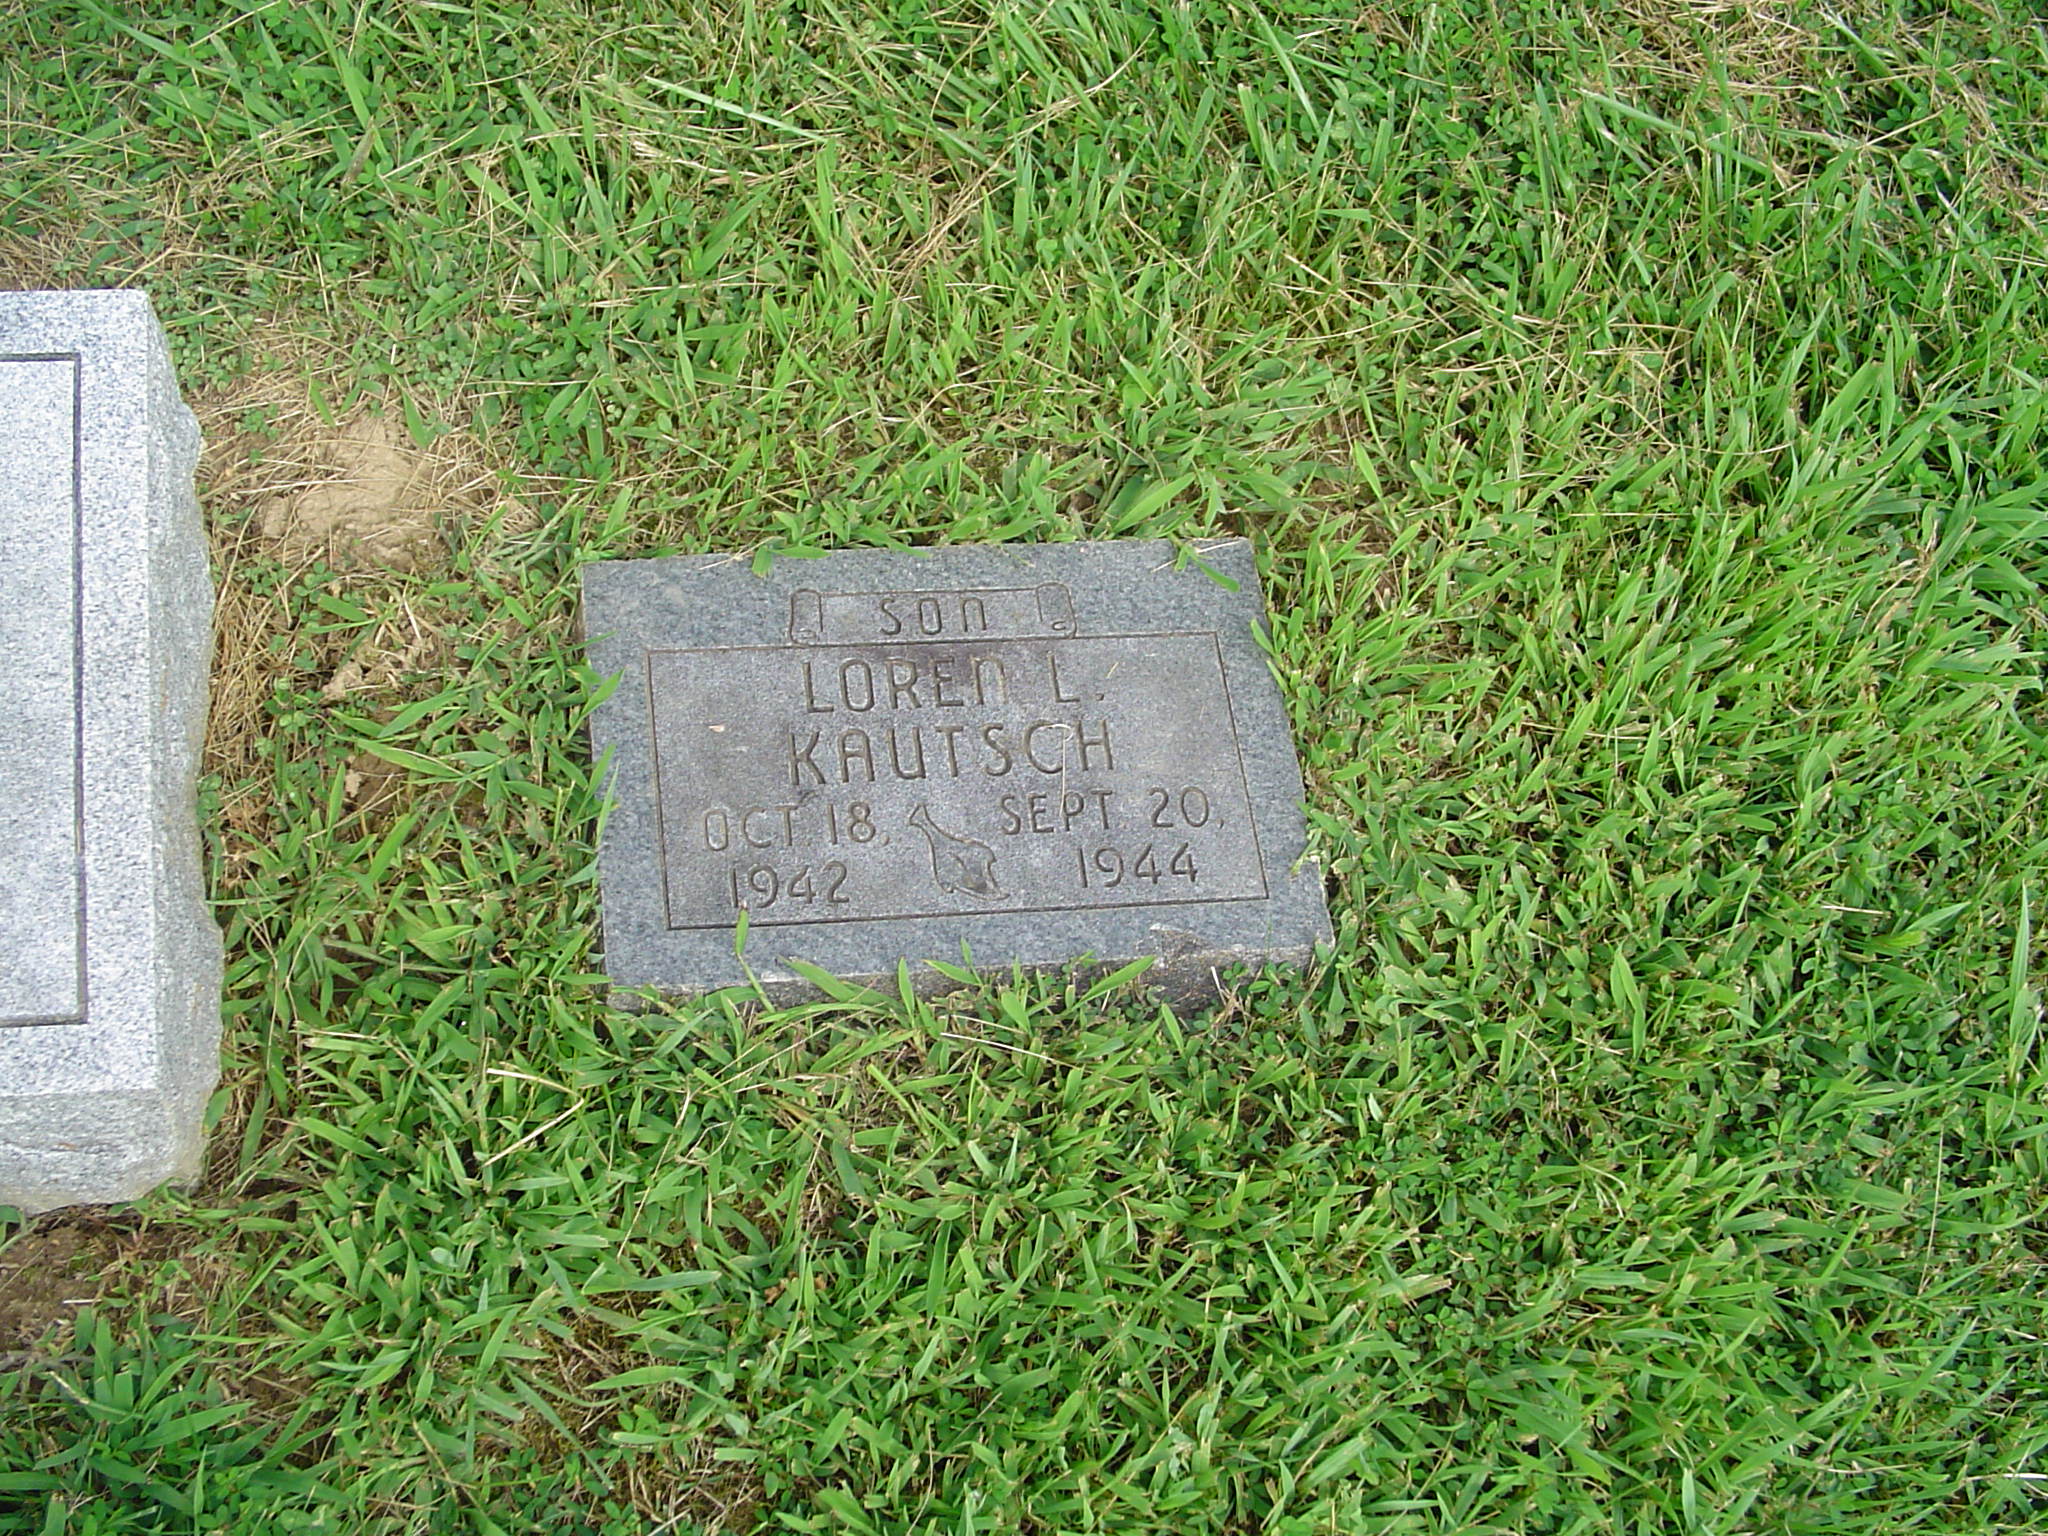 SON
LOREN L.
KAUTSCH
OCT. 18, SEPT. 20,
1942 1944